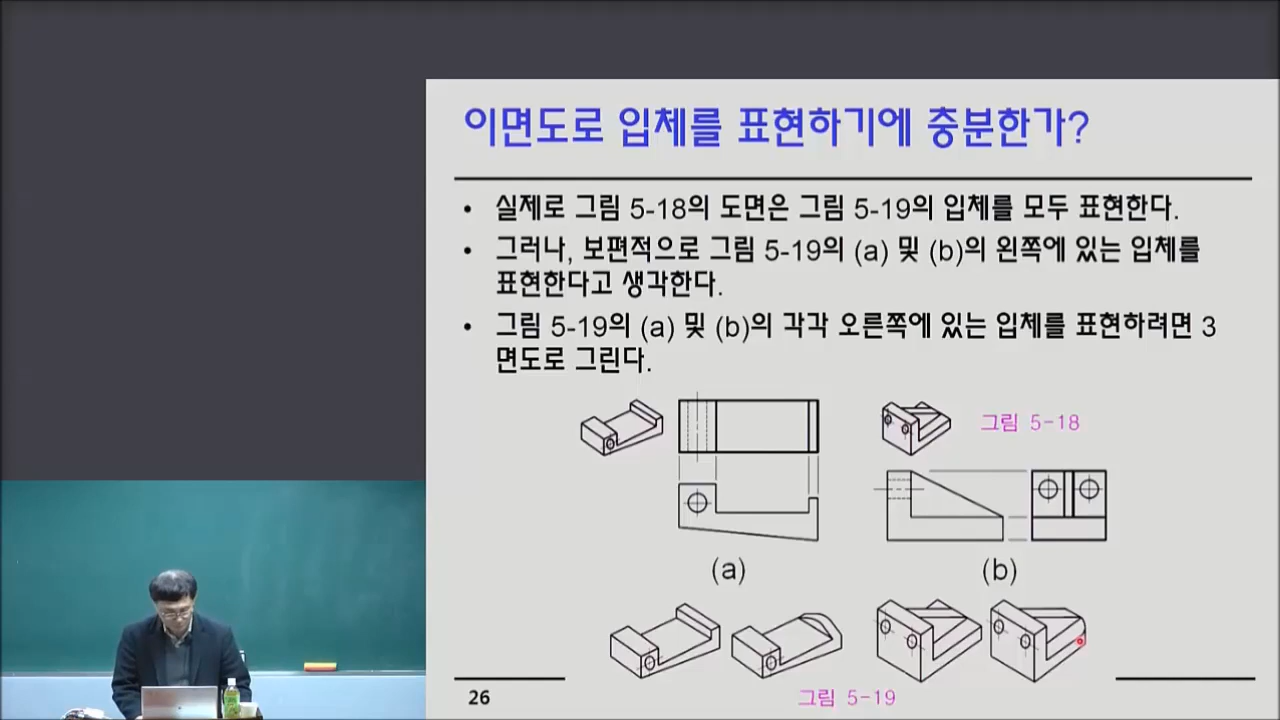 이면도로 입체를 표현하기에 충분한가?
• 실제로 그림 5-18의 도면은 그림 5-19의 입체를 모두 표현한다.
• 그러나, 보편적으로 그림 5-19의 (a) 및 (b)의 왼쪽에 있는 입체를
표현한다고 생각한다.
• 그림 5-19의 (a) 및 (b)의 각각 오른쪽에 있는 입체를 표현하려면 3
면도로 그린다.
그림 5-18
(a)
(b)
26
그림 5-19